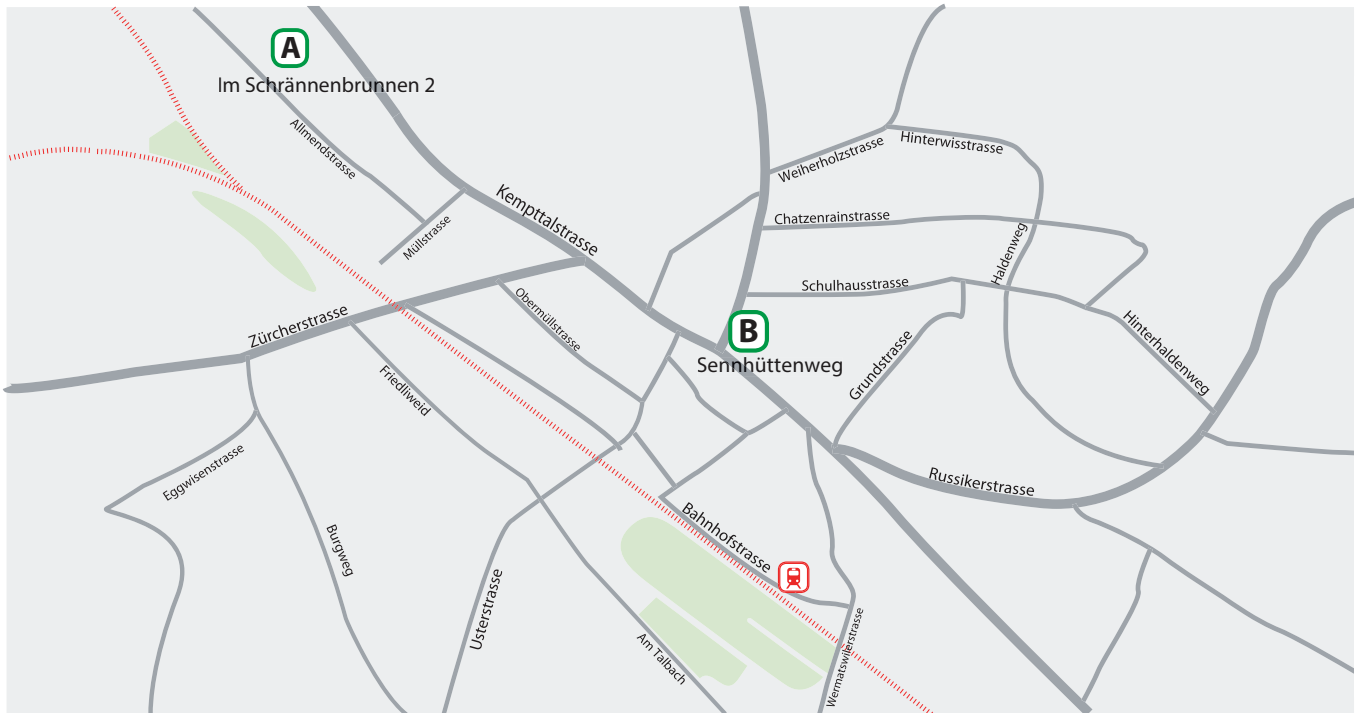 A
Im Schrännenbrunnen 2
Allmendstrasse
Müllstrasse
Kempttalstrasse
Weiherholzstrasse
Hinterwisstrasse
Chatzenrainstrasse
Haldenweg
Schulhausstrasse
Hinterhaldenweg
Zürcherstrasse
Obermüllstrasse
B
Sennhüttenweg
Grundstrasse
Friedliweid
Eggwisenstrasse
Burgweg
Russikerstrasse
Bahnhofstrasse
Usterstrasse
Am Talbach
Wermatswilerstrasse